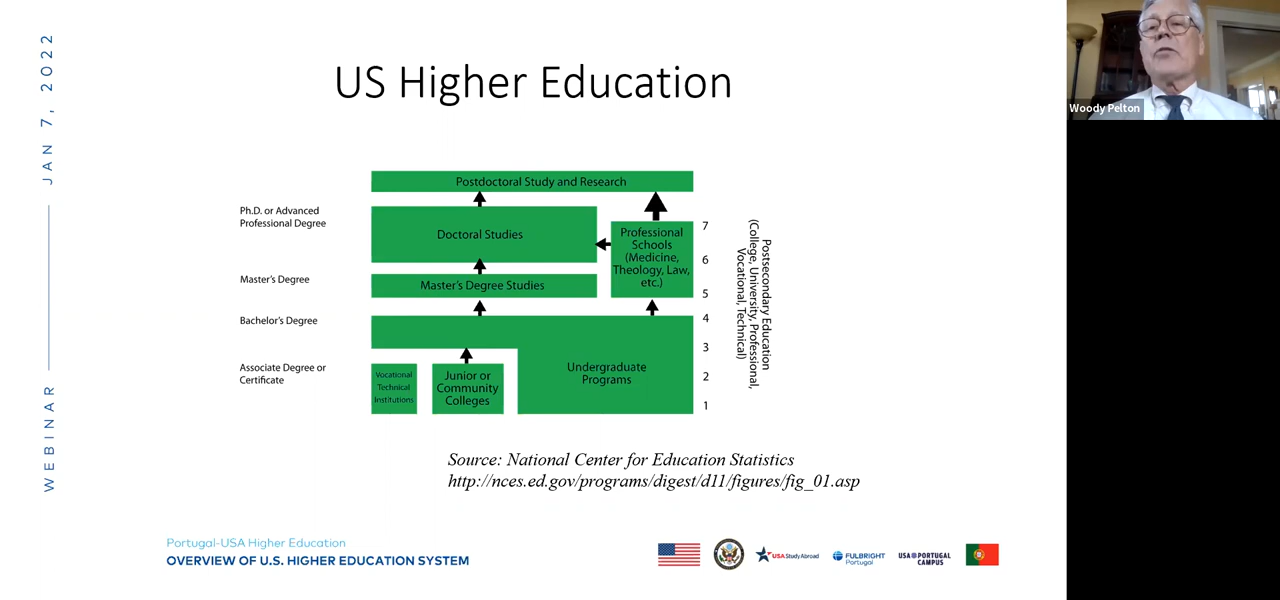 WEBINAR JAN 7, 2022
US Higher Education
Postdoctoral Study and Research
Ph.D. or Advanced
Professional Degree
Doctoral Studies
Professional
Schools
(Medicine,
Theology, Law,
etc.)
7
6
5
Master's Degree
Master's Degree Studies
Bachelor's Degree
4
3
2
1
Undergraduate
Programs
Associate Degree or
Certificate
Vocational
Technical
Institutions
Junior or
Community
Colleges
Postsecondary Education
(College, University, Professional,
Vocational, Technical)
Source: National Center for Education Statistics
http://nces.ed.gov/programs/digest/d11/figures/fig_01.asp
Portugal-USA Higher Education
OVERVIEW OF U.S. HIGHER EDUCATION SYSTEM
USA Study Abroad
FULBRIGHT
Portugal
USA PORTUGAL
CAMPUS
Woody Pelton